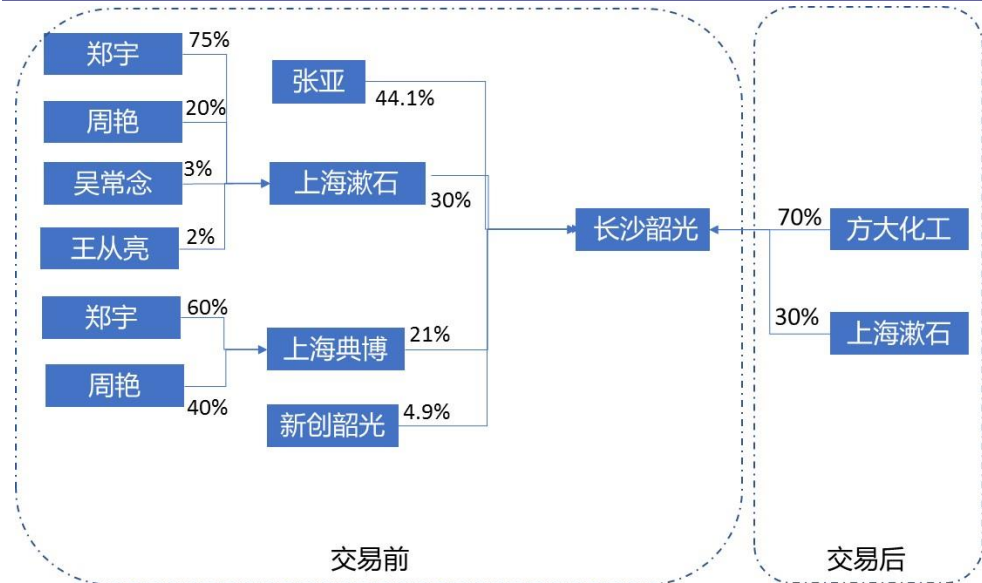 郑宇
75%
周艳
20%
吴常念
3%
王从亮
2%
郑宇
60%
周艳
40%
张亚
44.1%
上海漱石
30%
上海典博
21%
新创韶光
4.9%
长沙韶光
70%
方大化工
30%
上海漱石
交易前
交易后